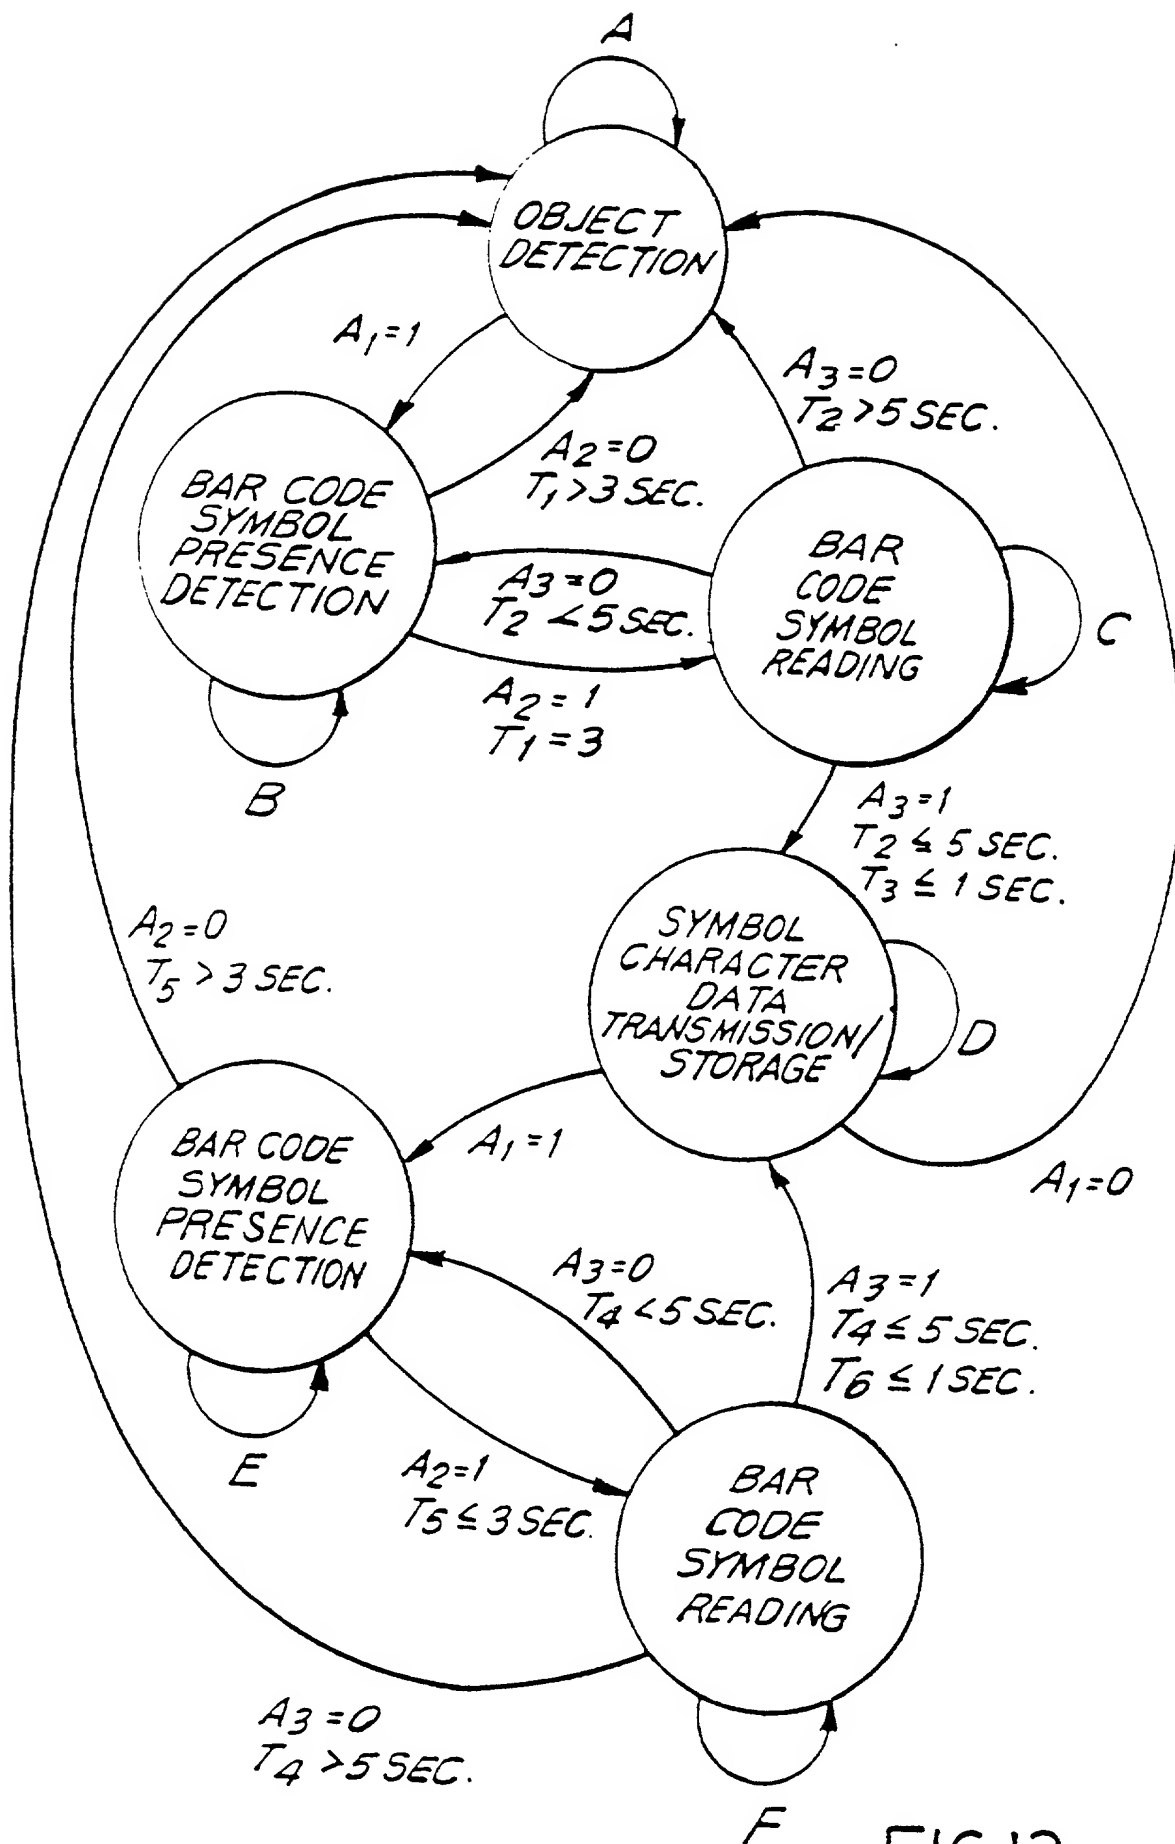 A
OBJECT
DETECTION
A1=1
A3=0
T2>5 SEC.
A2=0
T1>3 SEC.
BAR CODE
SYMBOL
PRESENCE
DETECTION
A3=0
T2<5 SEC.
BAR
CODE
SYMBOL
READING
C
A2=1
T1=3
B
A3=1
T2≤5 SEC.
T3≤1 SEC.
SYMBOL
CHARACTER
DATA
TRANSMISSION/
STORAGE
D
A2=0
T5>3 SEC.
A1=1
A1=0
BAR CODE
SYMBOL
PRESENCE
DETECTION
A3=0
T4<5 SEC.
A3=1
T4≤5 SEC.
T6≤1 SEC.
E
A2=1
T5≤3 SEC.
BAR
CODE
SYMBOL
READING
A3=0
T4>5 SEC.
F